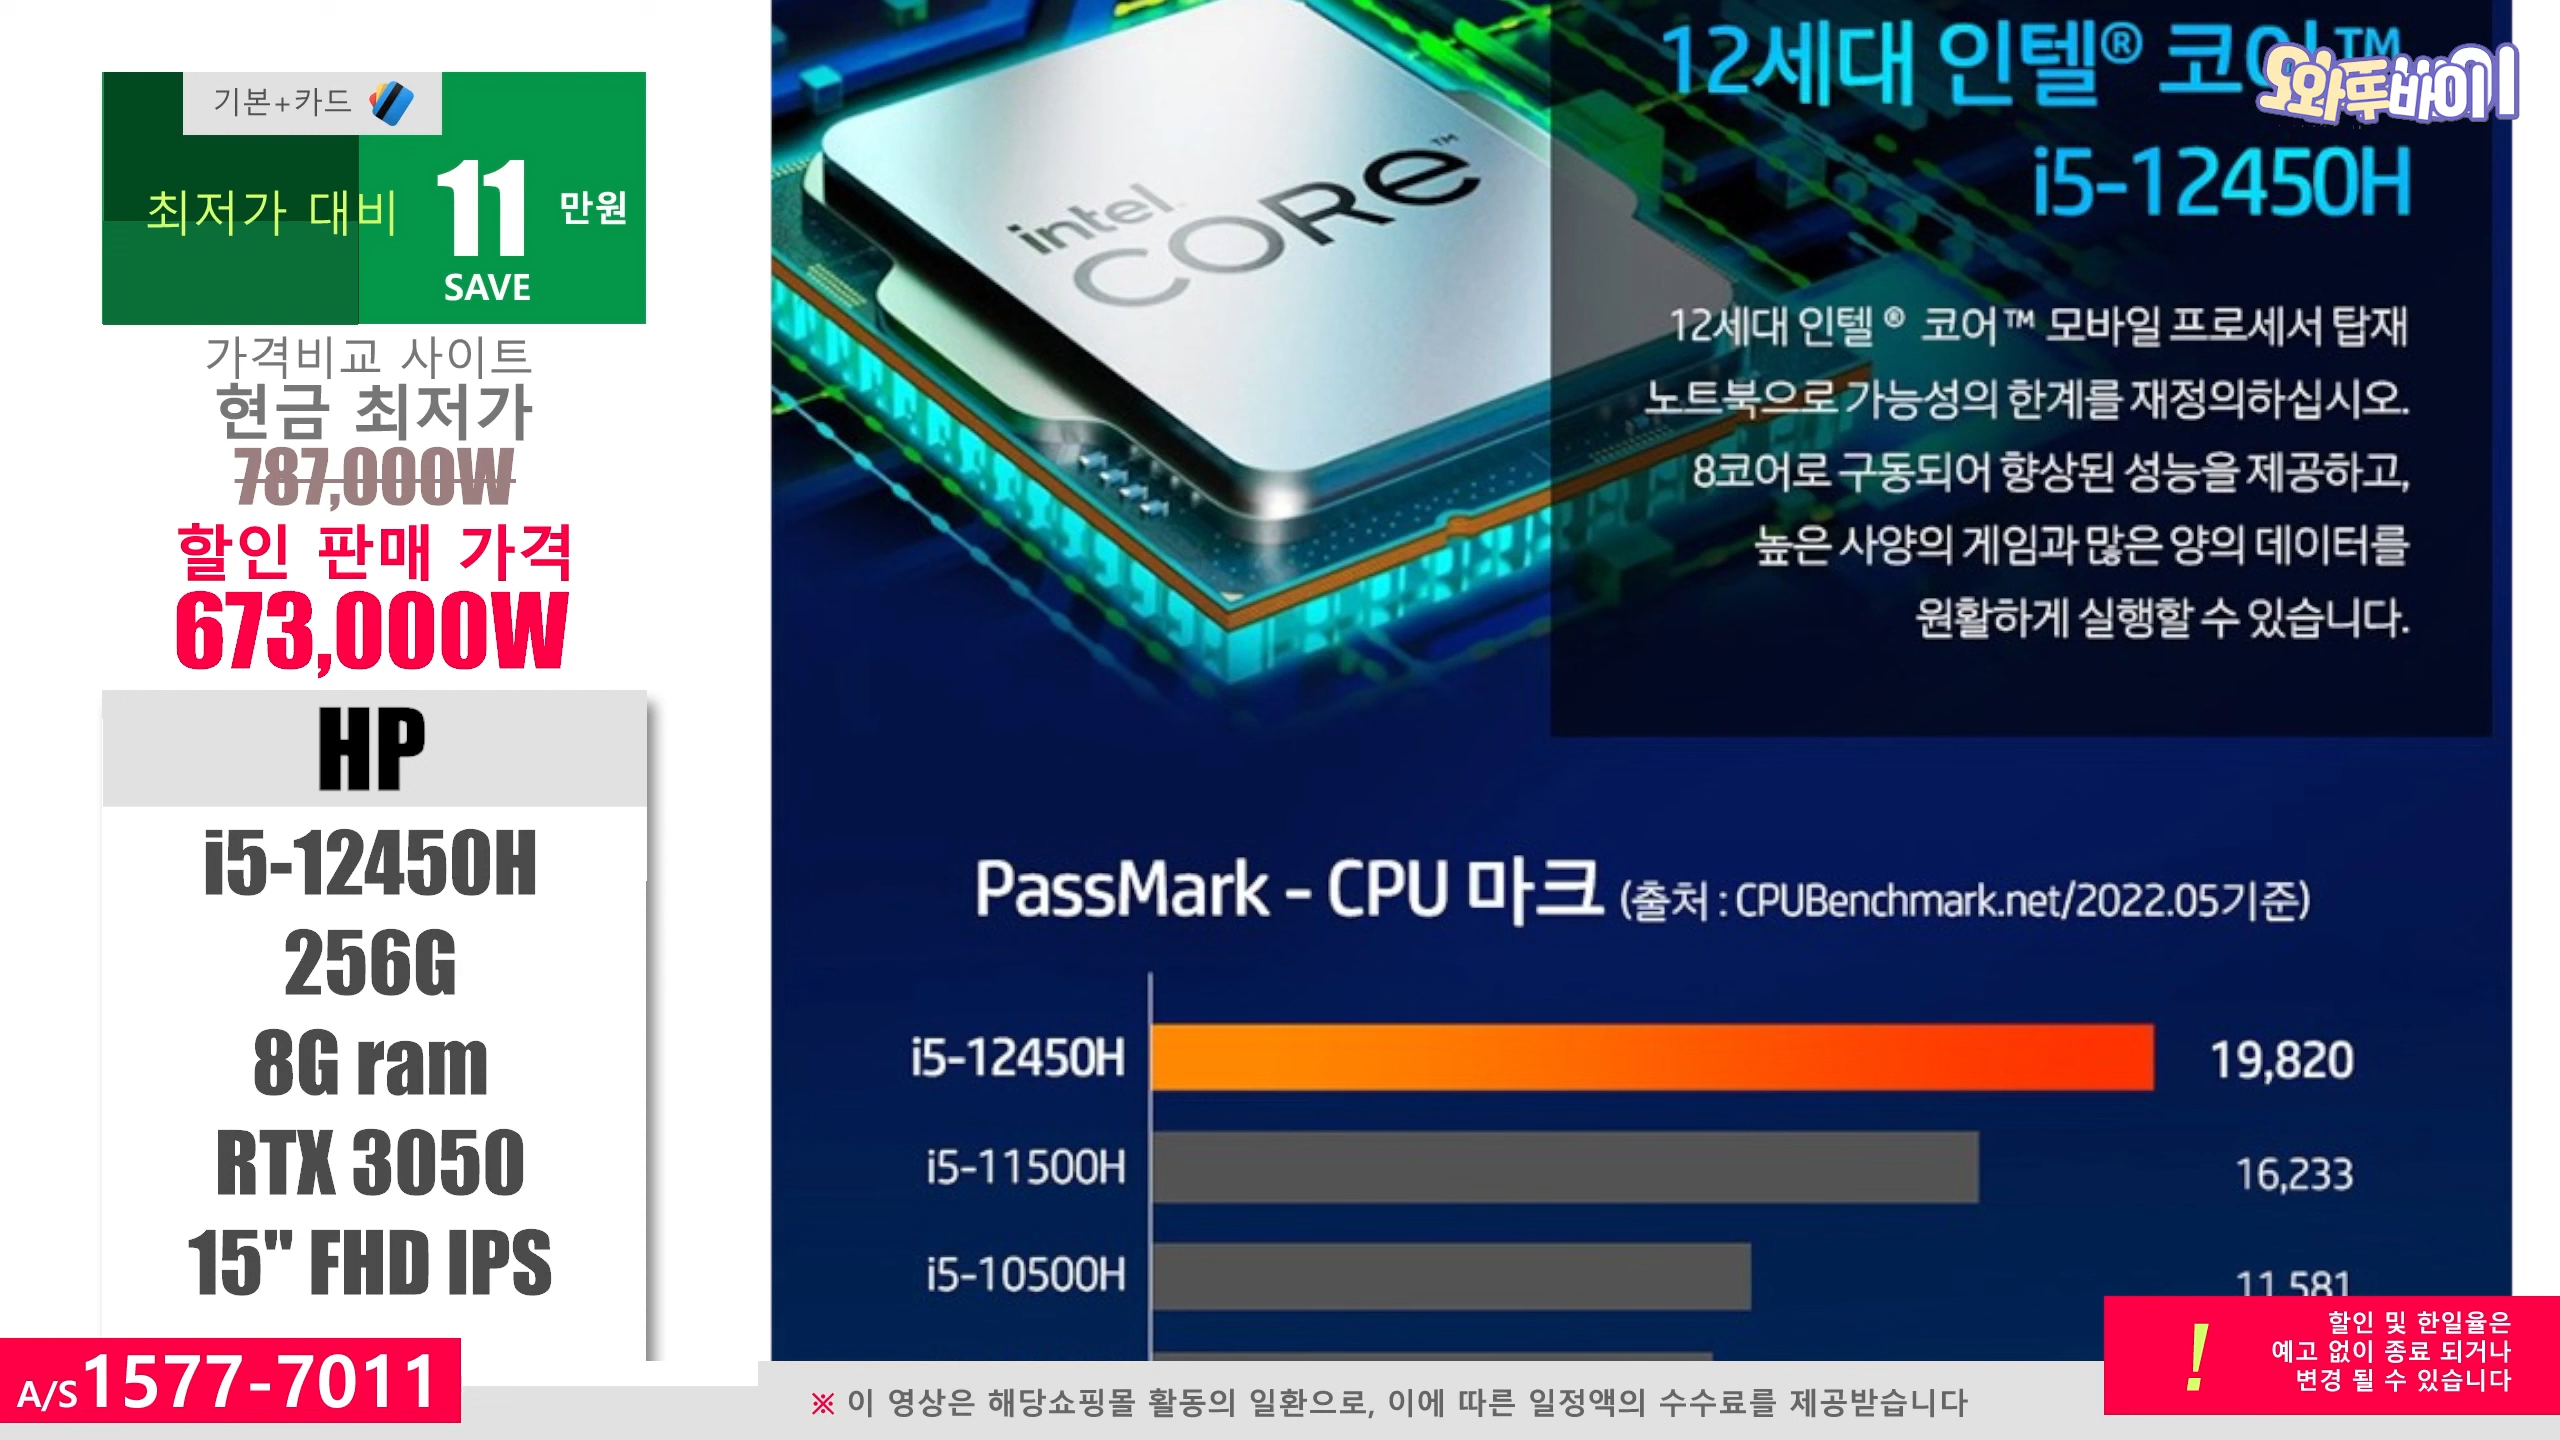 기본+카드
최저가 대비 11 만원
SAVE
가격비교 사이트
현금 최저가
787,000W
할인 판매 가격
673,000W
HP
i5-12450H
256G
8G ram
RTX 3050
15" FHD IPS
A/S 1577-7011
intel
CORe™
12세대 인텔® 코어™
오와뚜바이
i5-12450H
12세대 인텔® 코어™ 모바일 프로세서 탑재
노트북으로 가능성의 한계를 재정의하십시오.
8코어로 구동되어 향상된 성능을 제공하고,
높은 사양의 게임과 많은 양의 데이터를
원활하게 실행할 수 있습니다.
PassMark - CPU 마크 (출처 : CPUBenchmark.net/2022.05기준)
i5-12450H 19,820
i5-11500H 16,233
i5-10500H 11,581
※ 이 영상은 해당쇼핑몰 활동의 일환으로, 이에 따른 일정액의 수수료를 제공받습니다
! 할인 및 한일율은
예고 없이 종료 되거나
변경 될 수 있습니다